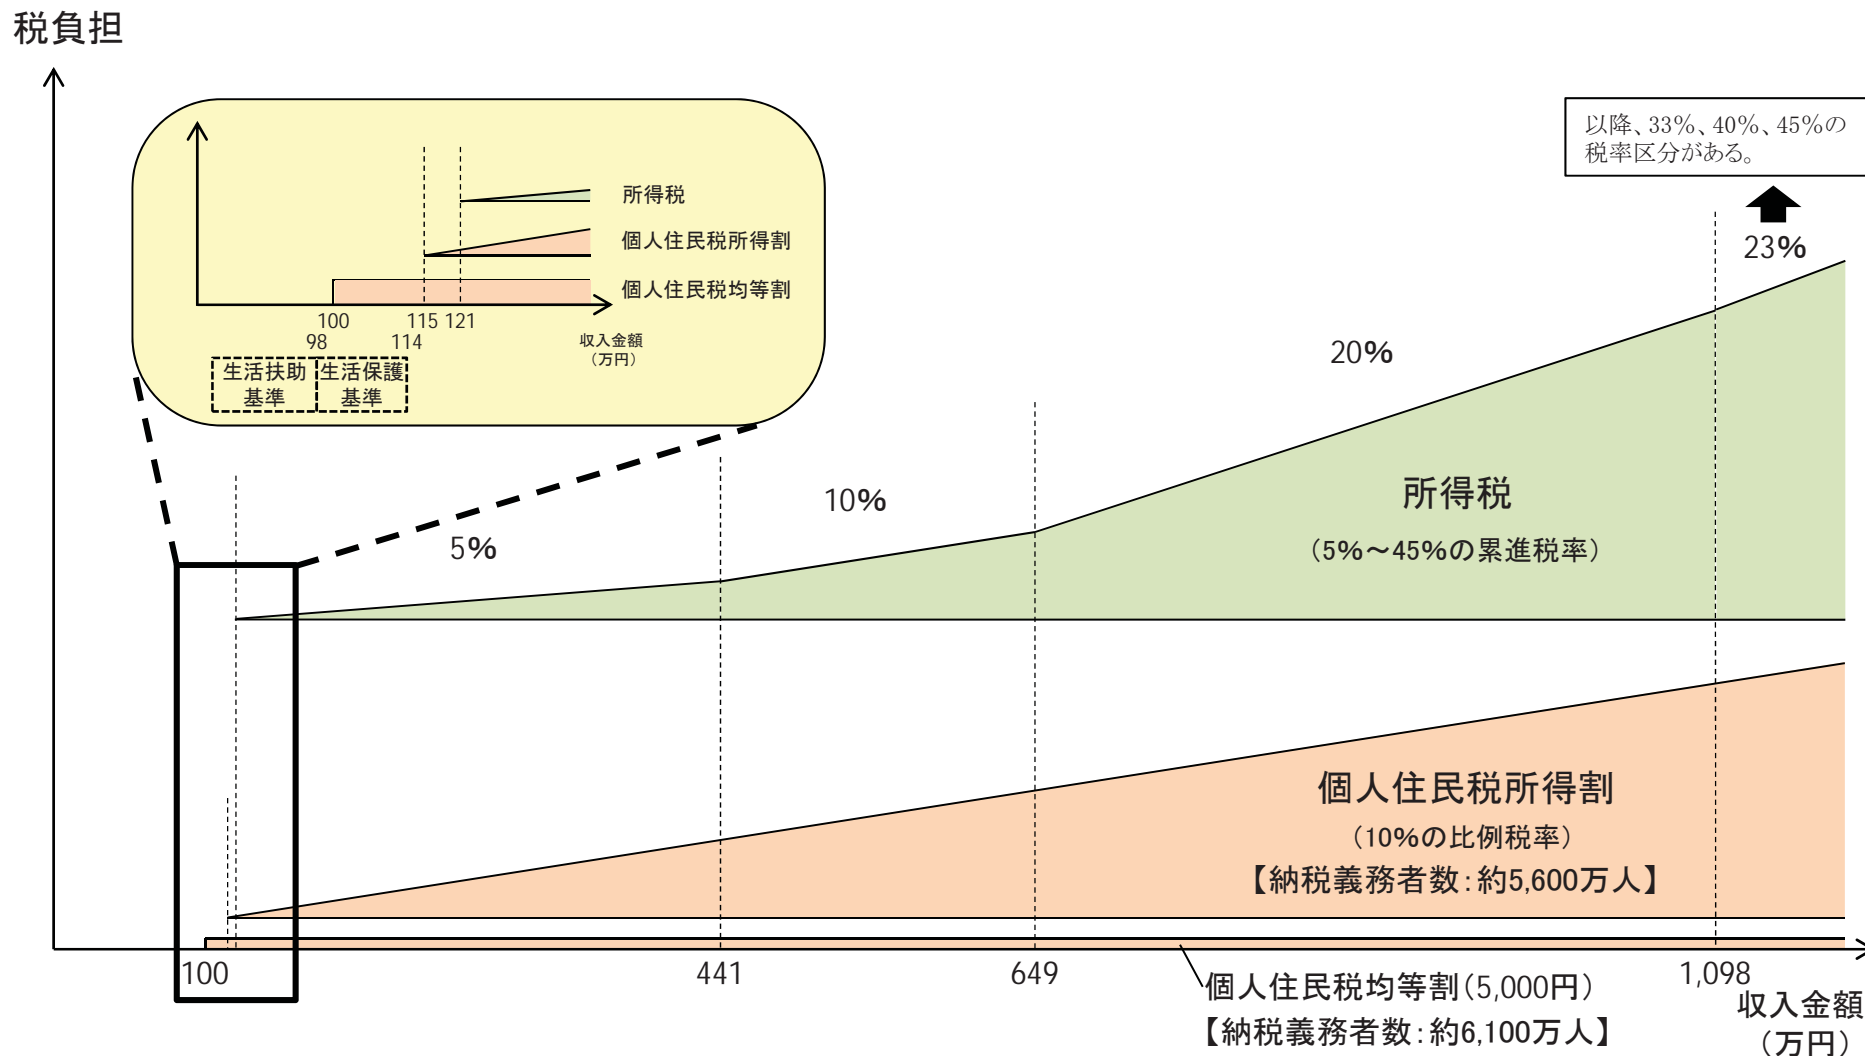 税負担
以降、33%、40%、45%の
税率区分がある。
23%
所得税
個人住民税所得割
個人住民税均等割
100
115
121
98
114
収入金額
（万円）
生活扶助
基準
生活保護
基準
20%
10%
5%
所得税
（5%～45%の累進税率）
個人住民税所得割
（10%の比例税率）
【納税義務者数：約5,600万人】
100
441
649
1,098
個人住民税均等割（5,000円）
【納税義務者数：約6,100万人】
収入金額
（万円）